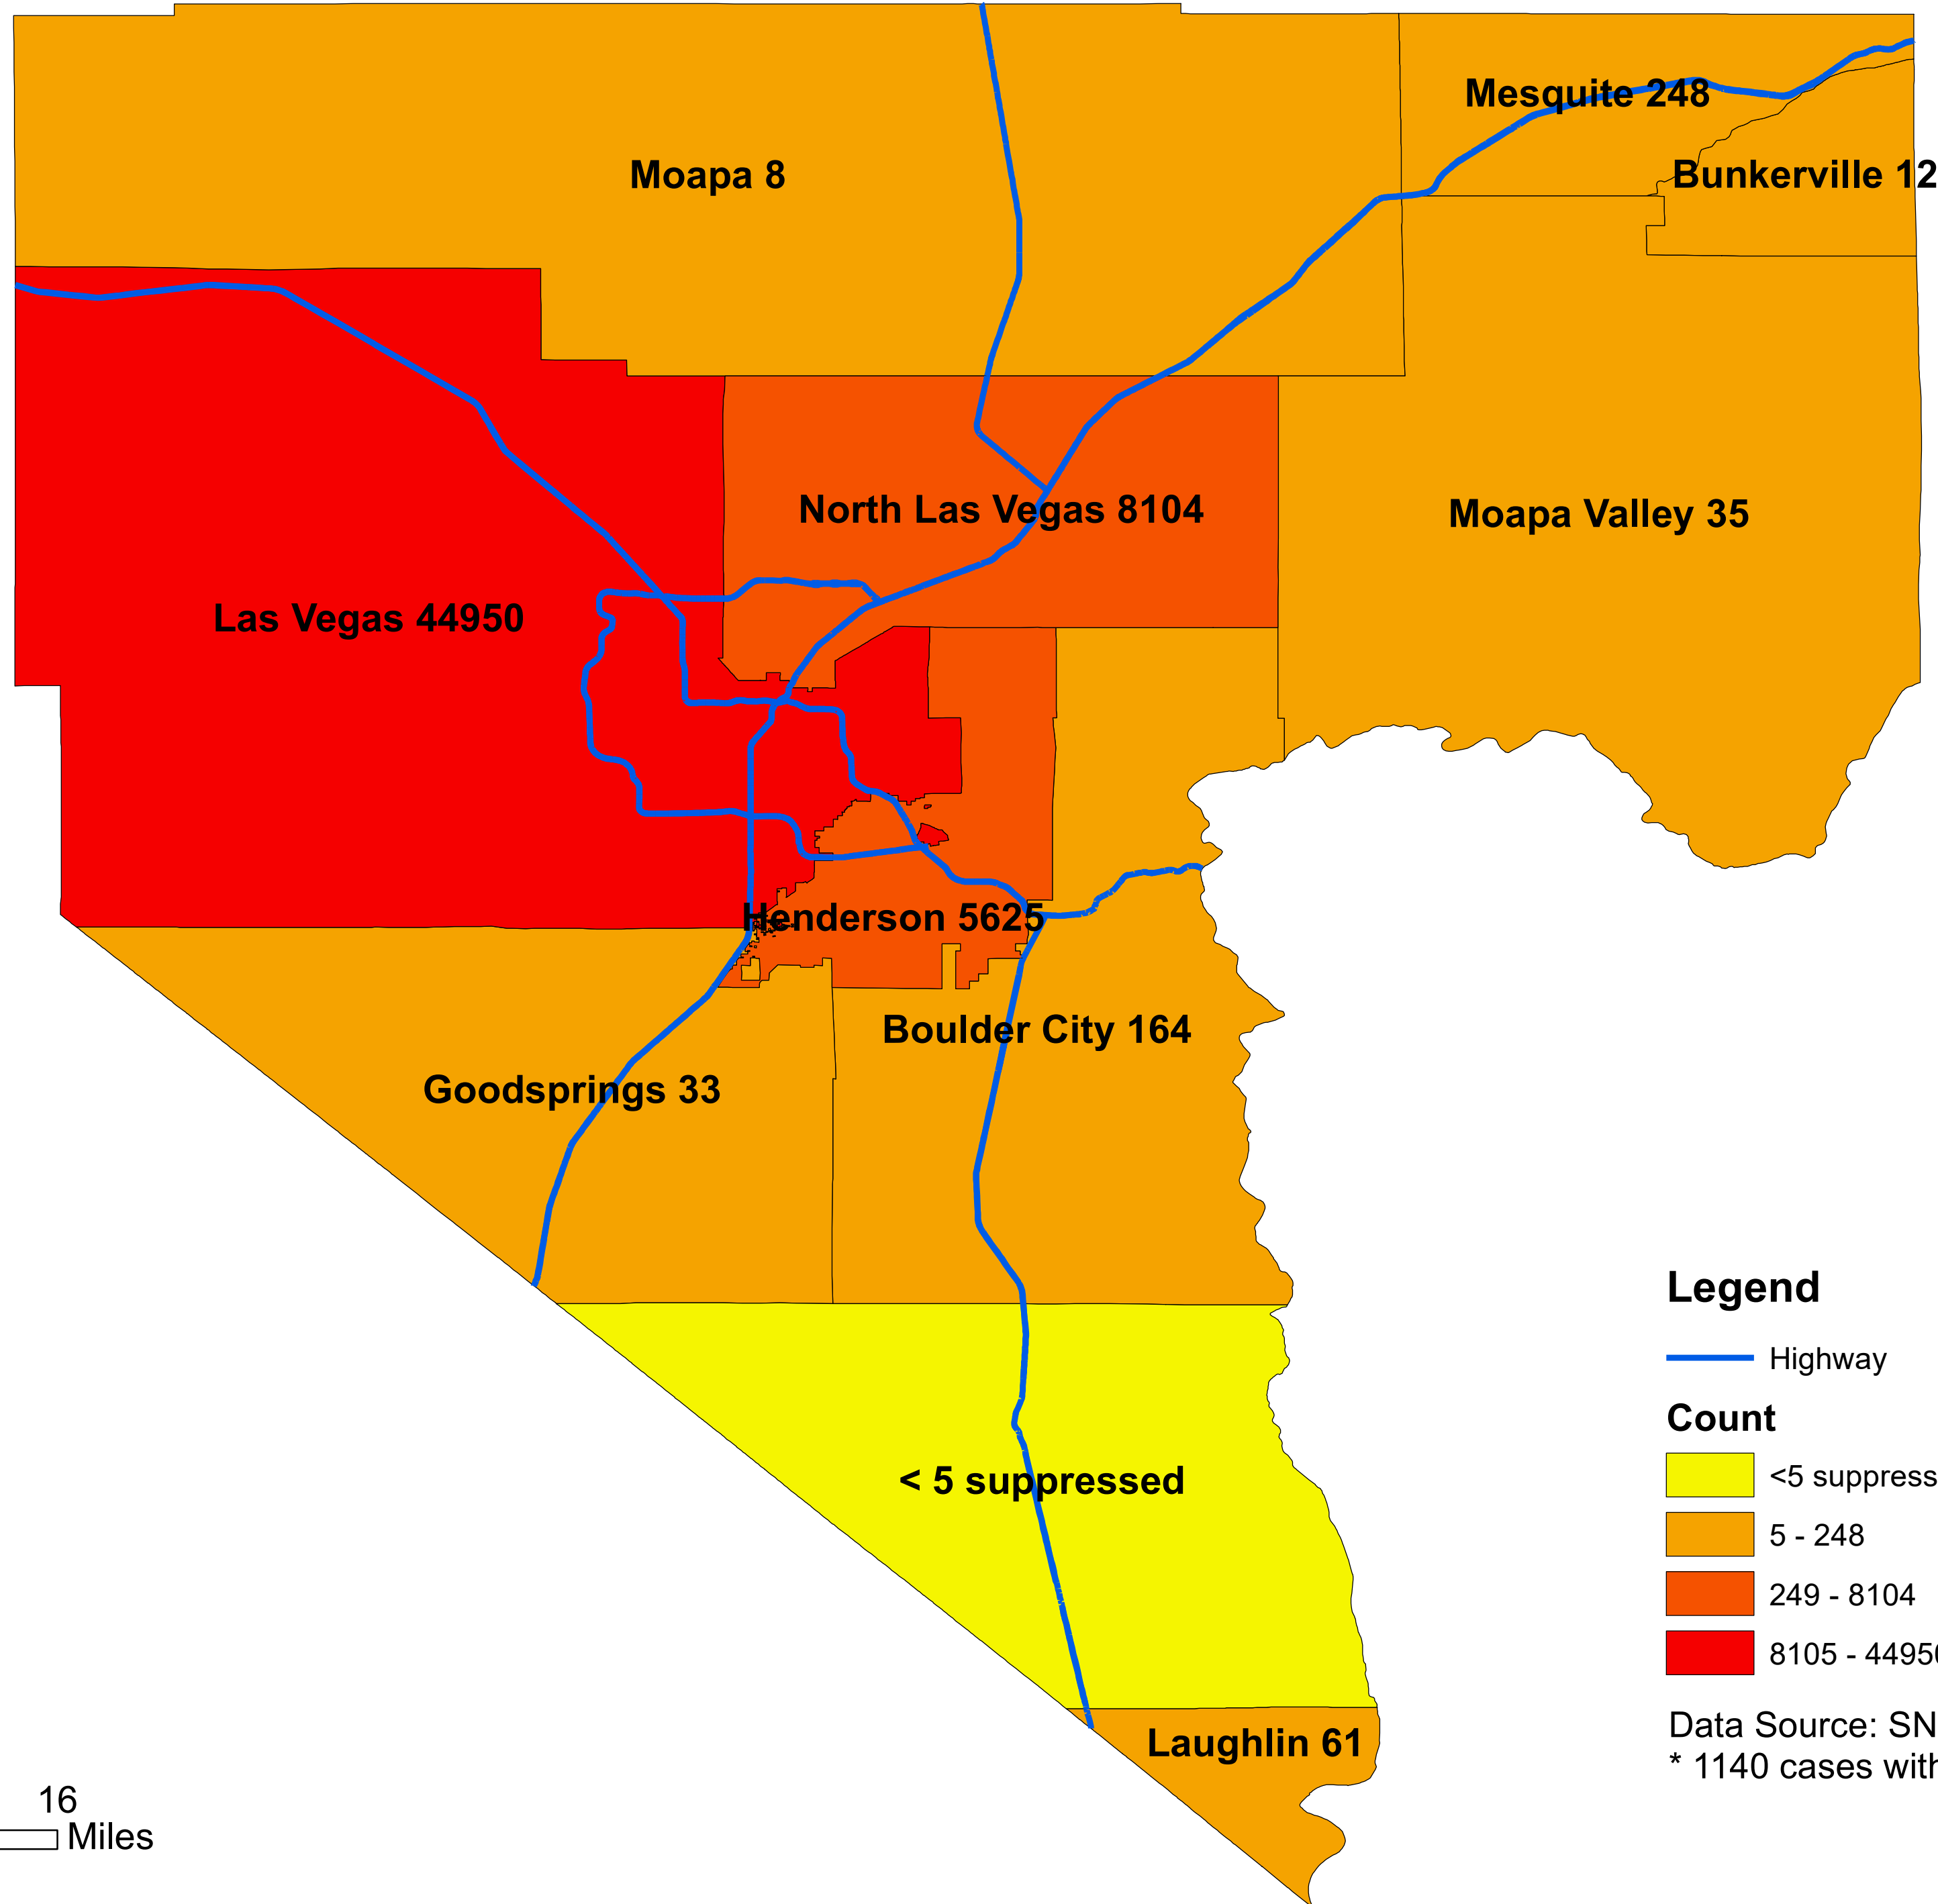 Mesquite 248
Moapa 8
Bunkerville 12
North Las Vegas 8104
Moapa Valley 35
Las Vegas 44950
Henderson 5625
Boulder City 164
Goodsprings 33
< 5 suppressed
Laughlin 61
Legend
Highway
Count
<5 suppress
5 - 248
249 - 8104
8105 - 44950
Data Source: SN
* 1140 cases with
16
Miles